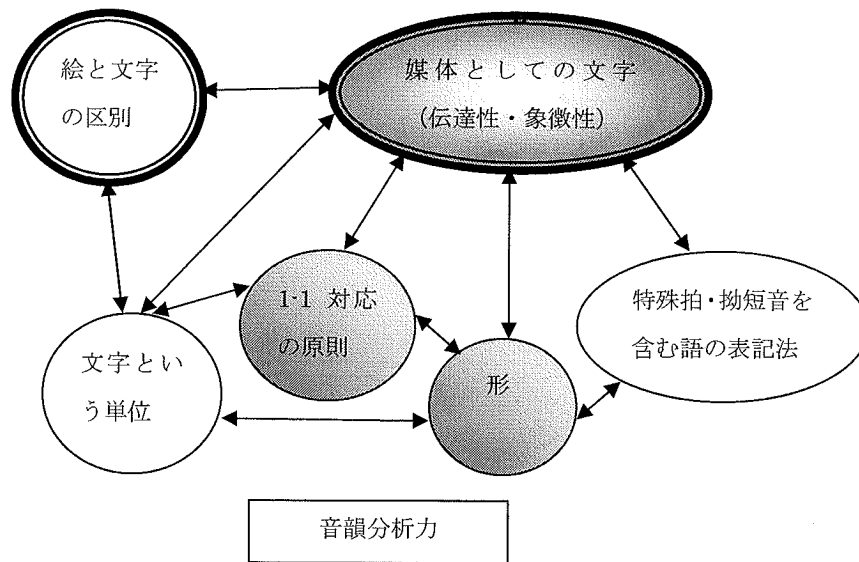 絵と文字
の区別
媒体としての文字
(伝達性・象徴性)
1-1 対応
の原則
特殊拍・拗短音を
含む語の表記法
文字とい
う単位
形
音韻分析力